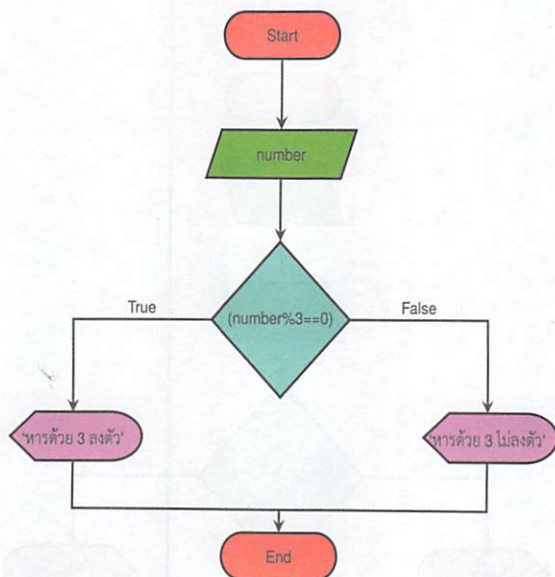 Start
number
(number%3==0)
True
False
'หารด้วย 3 ลงตัว'
'หารด้วย 3 ไม่ลงตัว'
End